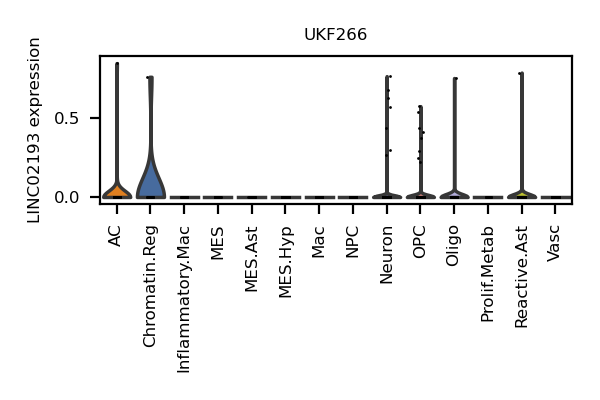 UKF266
LINC02193 expression
0.5
0.0
AC
Chromatin.Reg
Inflammatory.Mac
MES
MES.Ast
MES.Hyp
Mac
NPC
Neuron
OPC
Oligo
Prolif.Metab
Reactive.Ast
Vasc